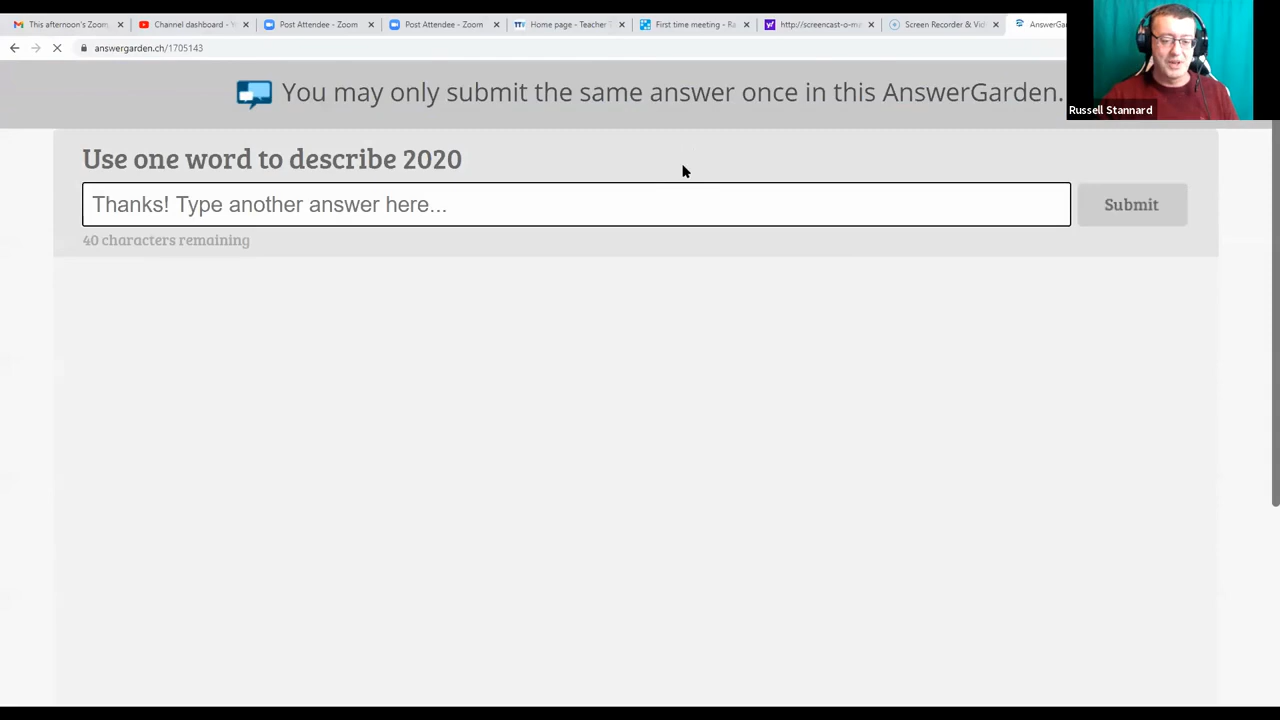 This afternoon's Zoom
Channel dashboard - Y
Post Attendee - Zoom
Post Attendee - Zoom
Home page - Teacher T
First time meeting - Ra
http://screencast-o-ma
Screen Recorder & Vid
AnswerGa
answergarden.ch/1705143
You may only submit the same answer once in this AnswerGarden.
Russell Stannard
Use one word to describe 2020
Thanks! Type another answer here...
Submit
40 characters remaining